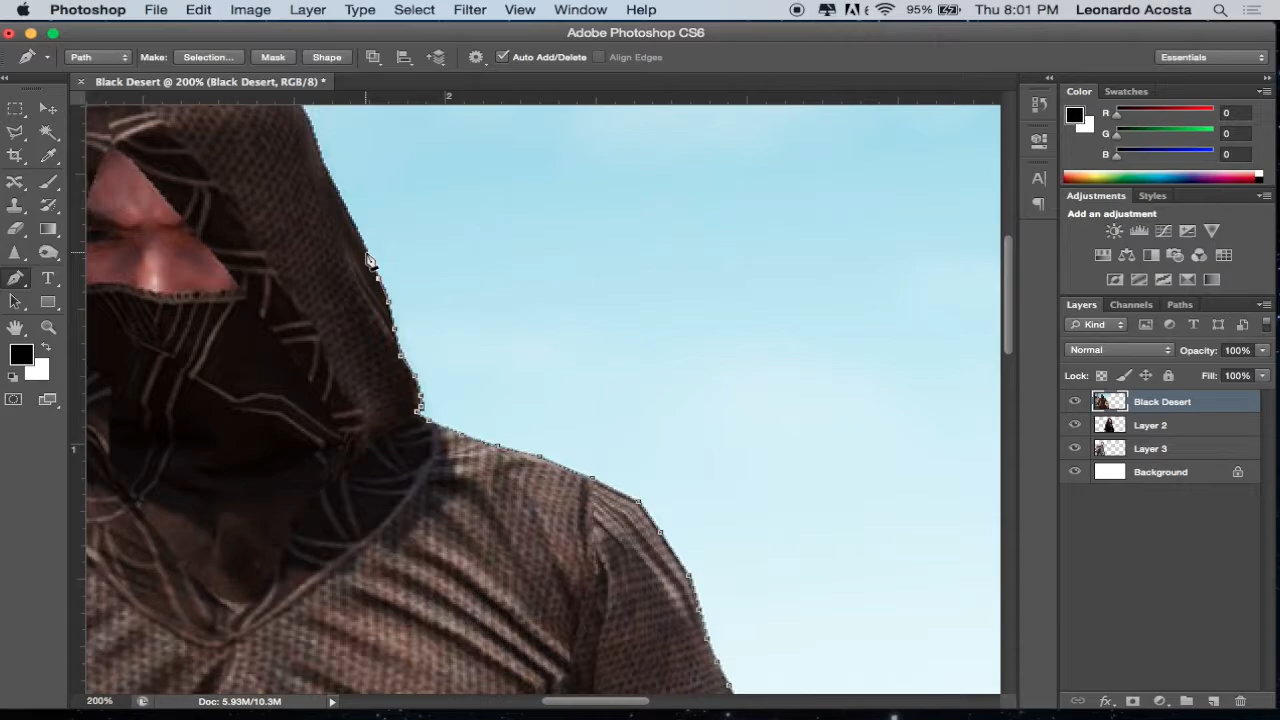 Photoshop File Edit Image Layer Type Select Filter View Window Help 95% Thu 8:01 PM Leonardo Acosta
Adobe Photoshop CS6
Path Make: Selection... Mask Shape Auto Add/Delete Align Edges Essentials
Black Desert @ 200% (Black Desert, RGB/8) *
Color Swatches
2
R 0
G 0
B 0
Adjustments Styles
Add an adjustment
Layers Channels Paths
Kind
Normal Opacity: 100%
Lock: Fill: 100%
Black Desert
Layer 2
Layer 3
Background
1
200% Doc: 5.93M/10.3M